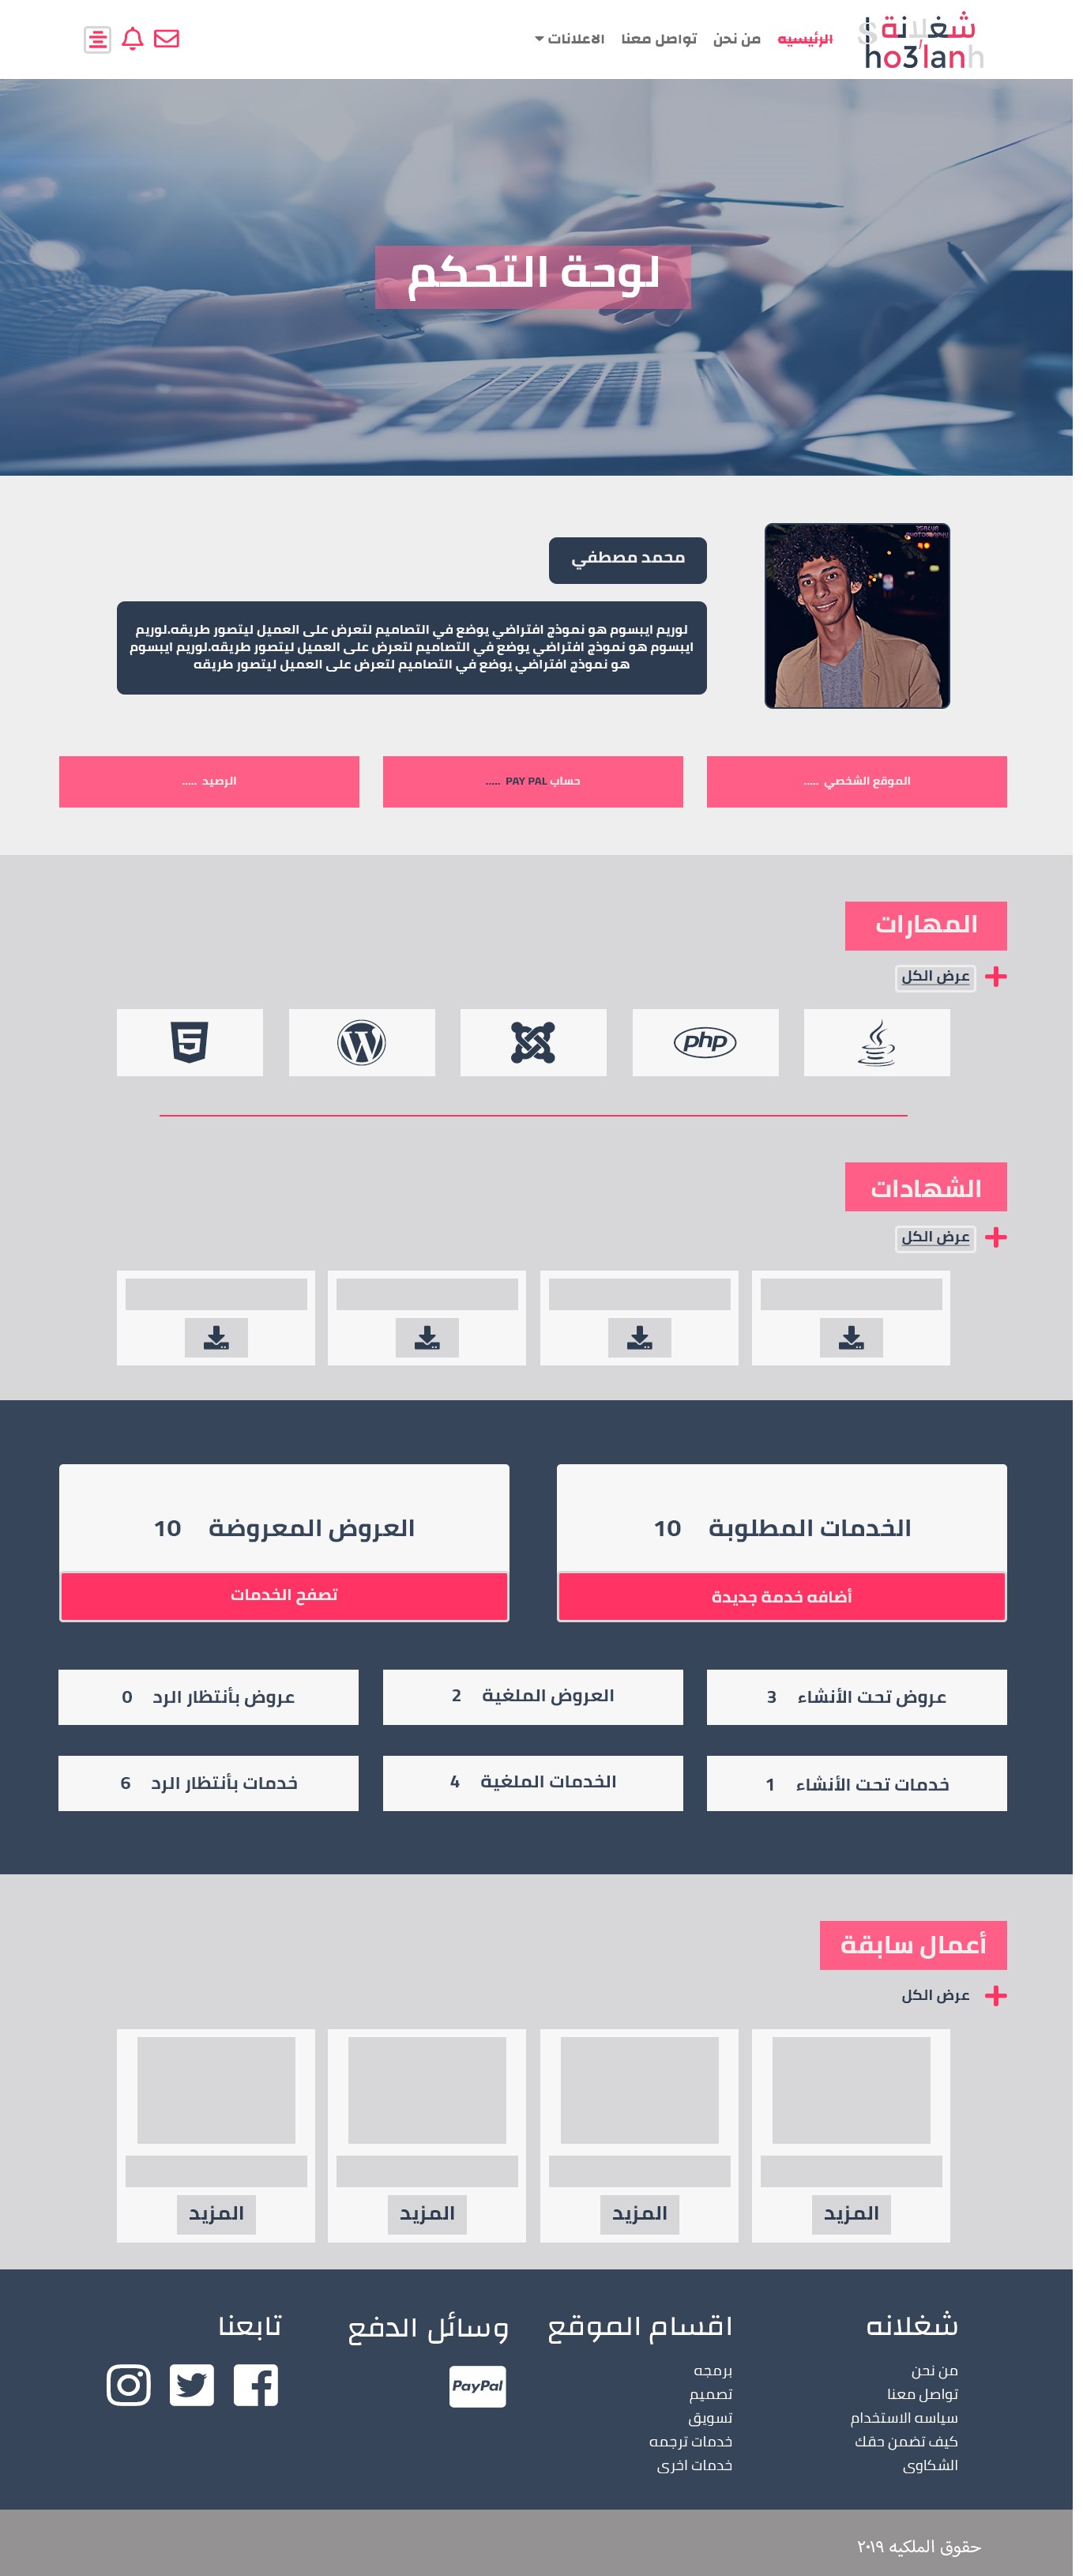 شغلانة
sho3'lanh
الرئيسيه
من نحن
تواصل معنا
الاعلانات
لوحة التحكم
محمد مصطفي
لوريم ايبسوم هو نموذج افتراضي يوضع في التصاميم لتعرض على العميل ليتصور طريقه.لوريم
ايبسوم هو نموذج افتراضي يوضع في التصاميم لتعرض على العميل ليتصور طريقه.لوريم ايبسوم
هو نموذج افتراضي يوضع في التصاميم لتعرض على العميل ليتصور طريقه
الموقع الشخصي .....
حساب PAY PAL .....
الرصيد .....
المهارات
عرض الكل
php
الشهادات
عرض الكل
الخدمات المطلوبة 10
أضافه خدمة جديدة
العروض المعروضة 10
تصفح الخدمات
عروض تحت الأنشاء 3
العروض الملغية 2
عروض بأنتظار الرد 0
خدمات تحت الأنشاء 1
الخدمات الملغية 4
خدمات بأنتظار الرد 6
أعمال سابقة
عرض الكل
المزيد
المزيد
المزيد
المزيد
شغلانه
من نحن
تواصل معنا
سياسه الاستخدام
كيف تضمن حقك
الشكاوى
اقسام الموقع
برمجه
تصميم
تسويق
خدمات ترجمه
خدمات اخرى
وسائل الدفع
PayPal
تابعنا
حقوق الملكيه ٢٠١٩